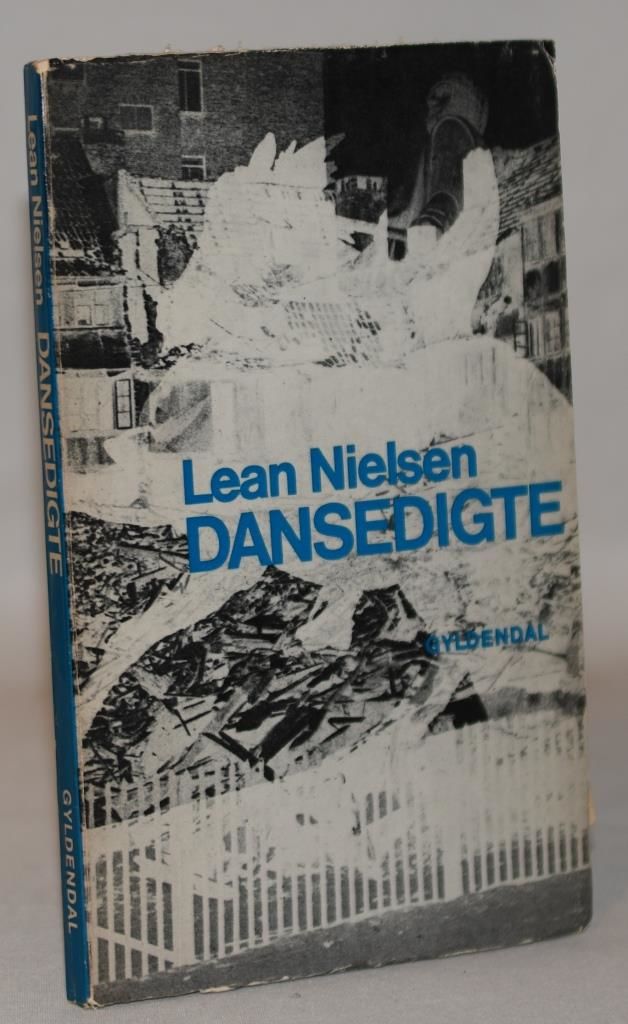 Lean Nielsen
DANSEDIGTE
GYLDENDAL
Lean Nielsen DANSEDIGTE
GYLDENDAL